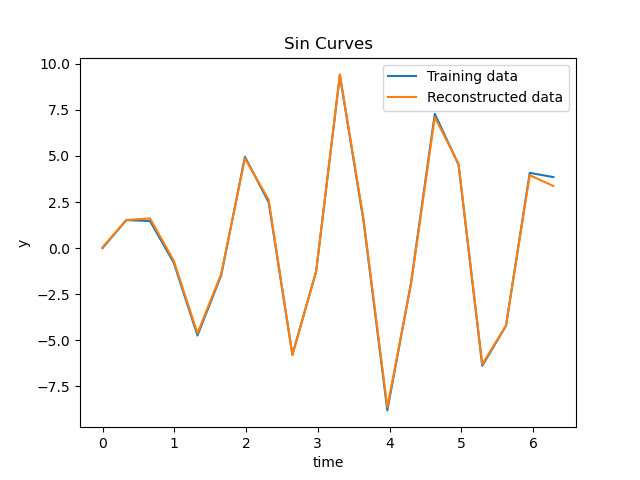 Sin Curves
Training data
Reconstructed data
10.0
7.5
5.0
2.5
0.0
−2.5
−5.0
−7.5
y
0 1 2 3 4 5 6
time